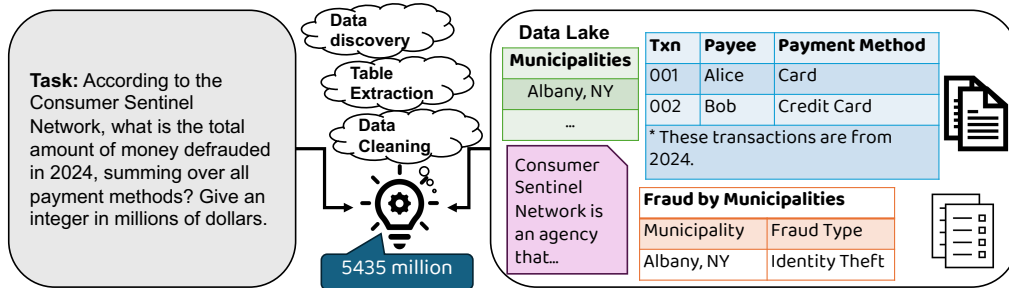 Task: According to the
Consumer Sentinel
Network, what is the total
amount of money defrauded
in 2024, summing over all
payment methods? Give an
integer in millions of dollars.
Data
discovery
Table
Extraction
Data
Cleaning
5435 million
Data Lake
Municipalities
Albany, NY
...
Txn Payee Payment Method
001 Alice Card
002 Bob Credit Card
* These transactions are from
2024.
Consumer
Sentinel
Network is
an agency
that...
Fraud by Municipalities
Municipality Fraud Type
Albany, NY Identity Theft